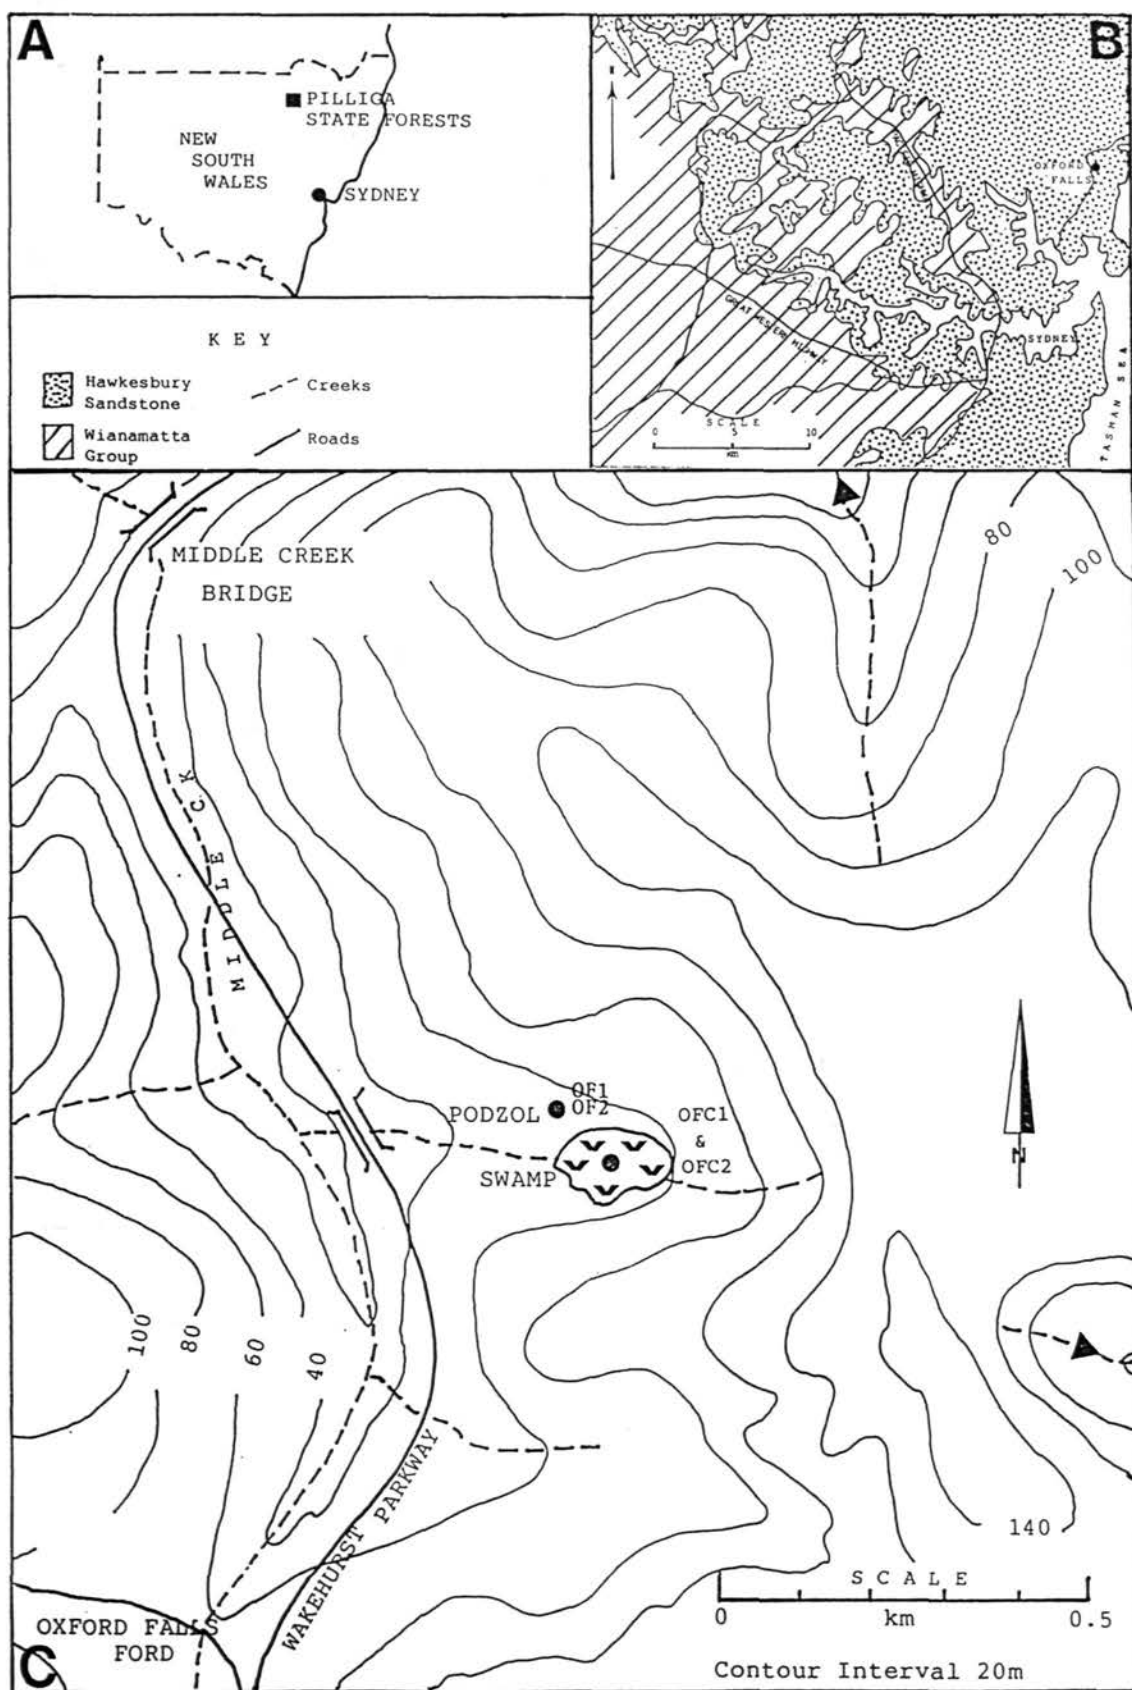 A
PILLIGA
STATE FORESTS
NEW
SOUTH
WALES
SYDNEY
B
OXFORD
FALLS
GREAT WESTERN HIGHWAY
SYDNEY
TASMAN SEA
SCALE
0 5 10
KM
KEY
Hawkesbury
Sandstone
Creeks
Wianamatta
Group
Roads
MIDDLE CREEK
BRIDGE
80
100
MIDDLE CK
OF1
PODZOL OF2
OFC1
&
SWAMP OFC2
N
100
80
60
40
WAKEHURST PARKWAY
140
SCALE
0 km 0.5
OXFORD FALLS
FORD
C
Contour Interval 20m